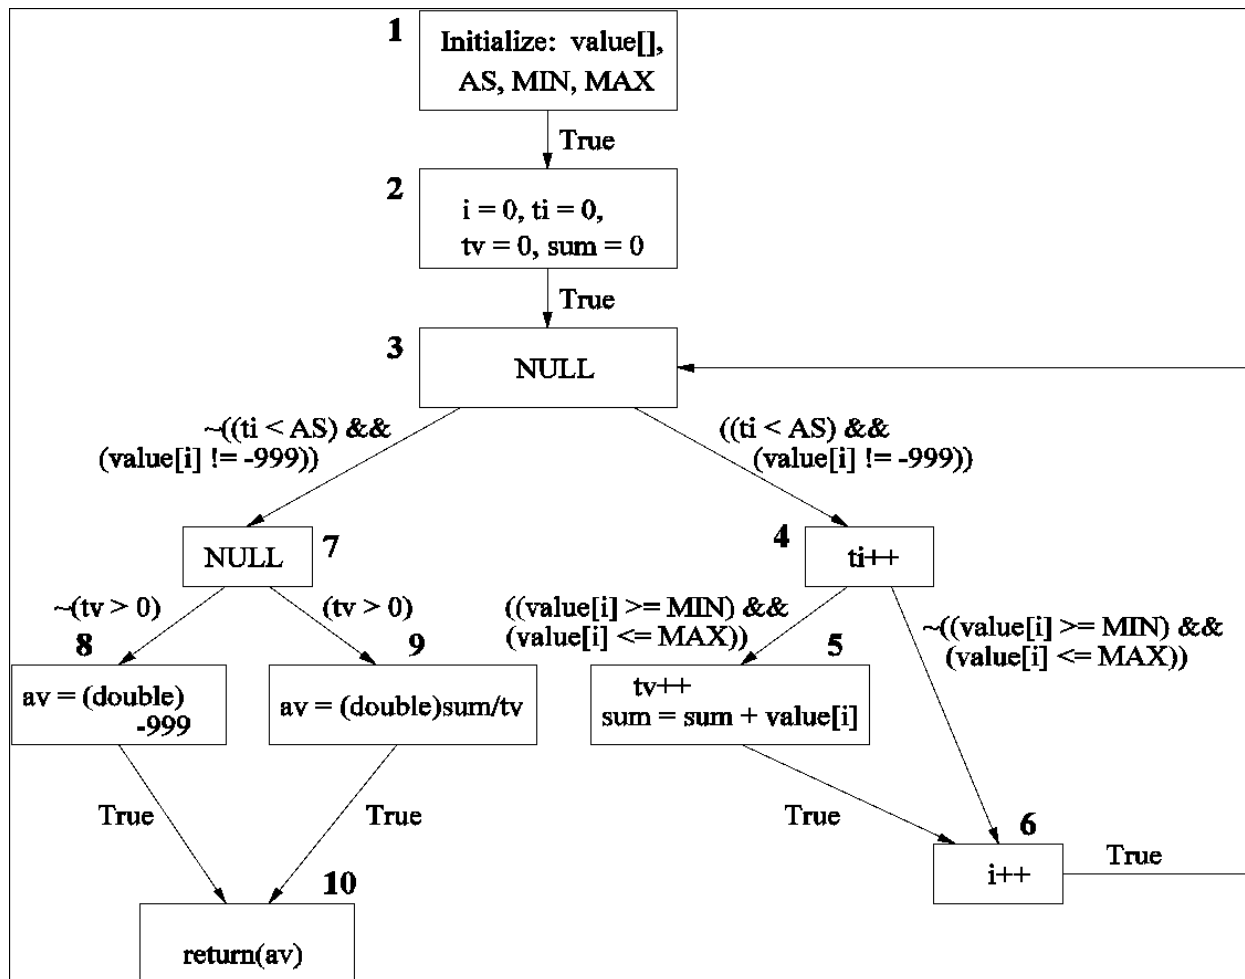 1
Initialize: value[],
AS, MIN, MAX
True
2
i = 0, ti = 0,
tv = 0, sum = 0
True
3
NULL
~((ti < AS) &&
(value[i] != -999))
((ti < AS) &&
(value[i] != -999))
NULL
7
4
ti++
~(tv > 0)
(tv > 0)
((value[i] >= MIN) &&
(value[i] <= MAX))
~((value[i] >= MIN) &&
(value[i] <= MAX))
8
9
5
av = (double)
-999
av = (double)sum/tv
tv++
sum = sum + value[i]
True
True
True
6
i++
True
10
return(av)